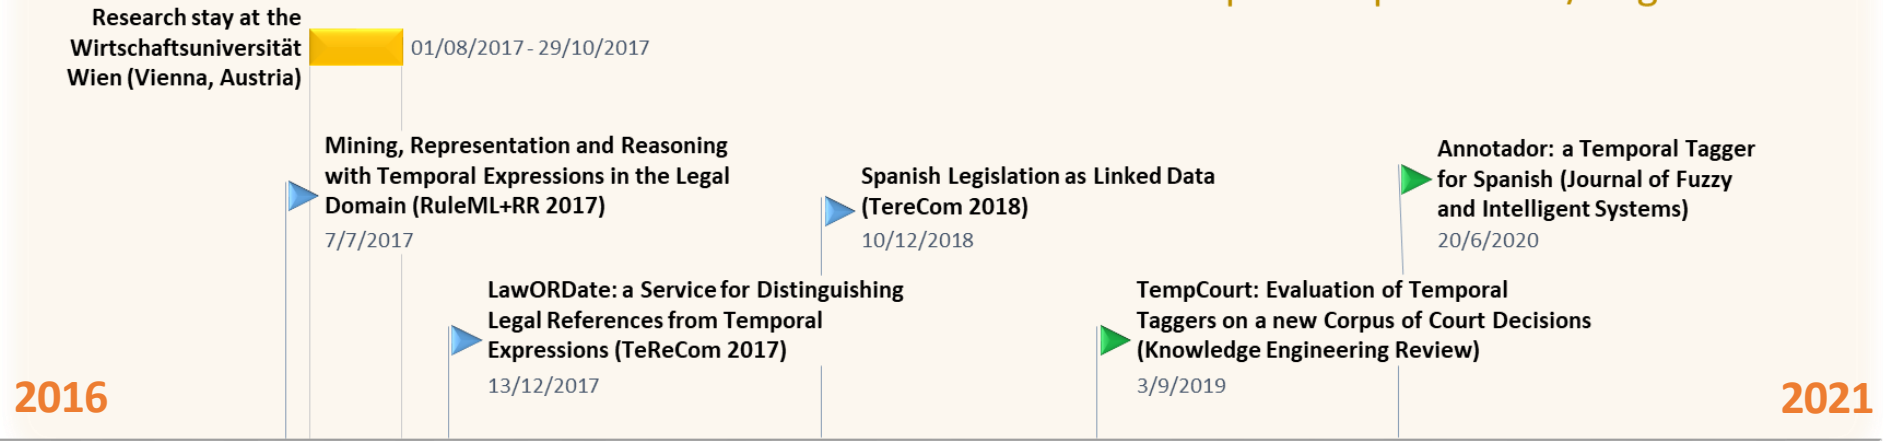 Research stay at the
Wirtschaftsuniversität
Wien (Vienna, Austria)
01/08/2017 - 29/10/2017
Mining, Representation and Reasoning
with Temporal Expressions in the Legal
Domain (RuleML+RR 2017)
7/7/2017
Spanish Legislation as Linked Data
(TereCom 2018)
10/12/2018
Annotador: a Temporal Tagger
for Spanish (Journal of Fuzzy
and Intelligent Systems)
20/6/2020
LawORDate: a Service for Distinguishing
Legal References from Temporal
Expressions (TeReCom 2017)
13/12/2017
TempCourt: Evaluation of Temporal
Taggers on a new Corpus of Court Decisions
(Knowledge Engineering Review)
3/9/2019
2016
2021